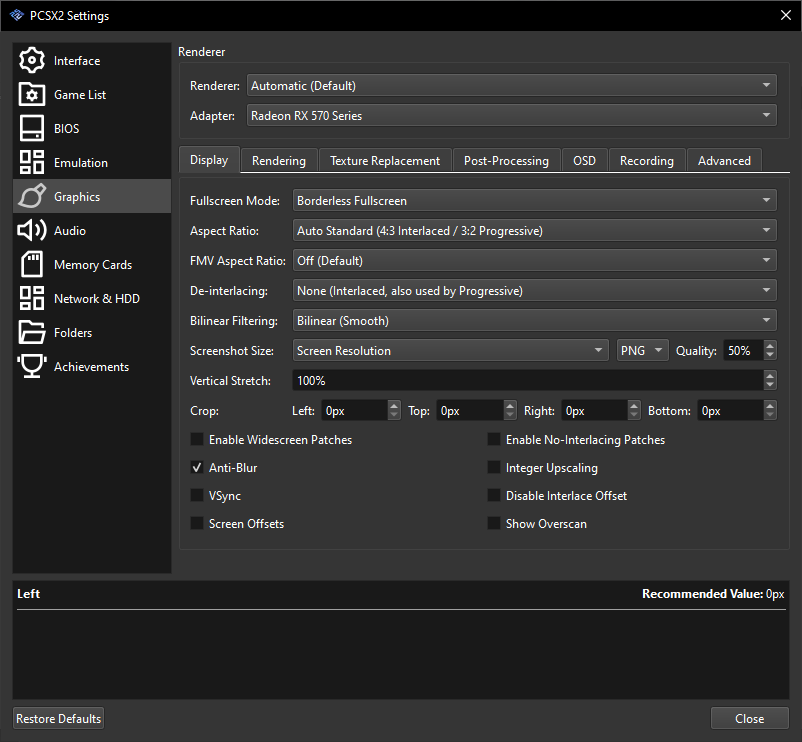 PCSX2 Settings
Interface
Game List
BIOS
Emulation
Graphics
Audio
Memory Cards
Network & HDD
Folders
Achievements
Renderer
Renderer: Automatic (Default)
Adapter: Radeon RX 570 Series
Display Rendering Texture Replacement Post-Processing OSD Recording Advanced
Fullscreen Mode: Borderless Fullscreen
Aspect Ratio: Auto Standard (4:3 Interlaced / 3:2 Progressive)
FMV Aspect Ratio: Off (Default)
De-interlacing: None (Interlaced, also used by Progressive)
Bilinear Filtering: Bilinear (Smooth)
Screenshot Size: Screen Resolution PNG Quality: 50%
Vertical Stretch: 100%
Crop: Left: 0px Top: 0px Right: 0px Bottom: 0px
Enable Widescreen Patches Enable No-Interlacing Patches
Anti-Blur Integer Upscaling
VSync Disable Interlace Offset
Screen Offsets Show Overscan
Left Recommended Value: 0px
Restore Defaults Close